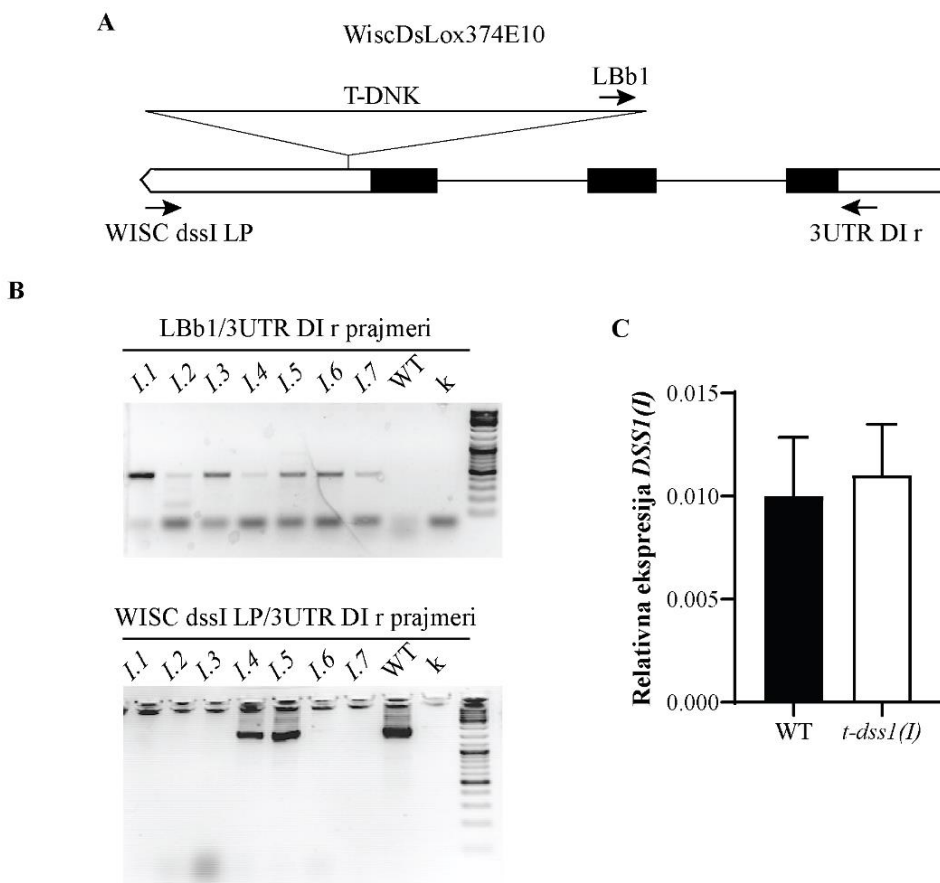 A
WiscDsLox374E10
LBb1
T-DNK
WISC dssI LP
3UTR DI r
B
LBb1/3UTR DI r prajmeri
I.1 I.2 I.3 I.4 I.5 I.6 I.7 WT k
WISC dssI LP/3UTR DI r prajmeri
I.1 I.2 I.3 I.4 I.5 I.6 I.7 WT k
C
Relativna ekspresija DSS1(I)
0.015
0.010
0.005
0.000
WT t-dss1(I)